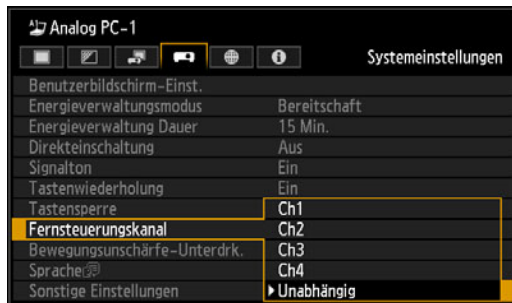 Analog PC-1
Systemeinstellungen
Benutzerbildschirm-Einst.
Energieverwaltungsmodus Bereitschaft
Energieverwaltung Dauer 15 Min.
Direkteinschaltung Aus
Signalton Ein
Tastenwiederholung Ein
Tastensperre Ch1
Fernsteuerungskanal Ch2
Bewegungsunschärfe-Unterdrk. Ch3
Sprache Ch4
Sonstige Einstellungen Unabhängig